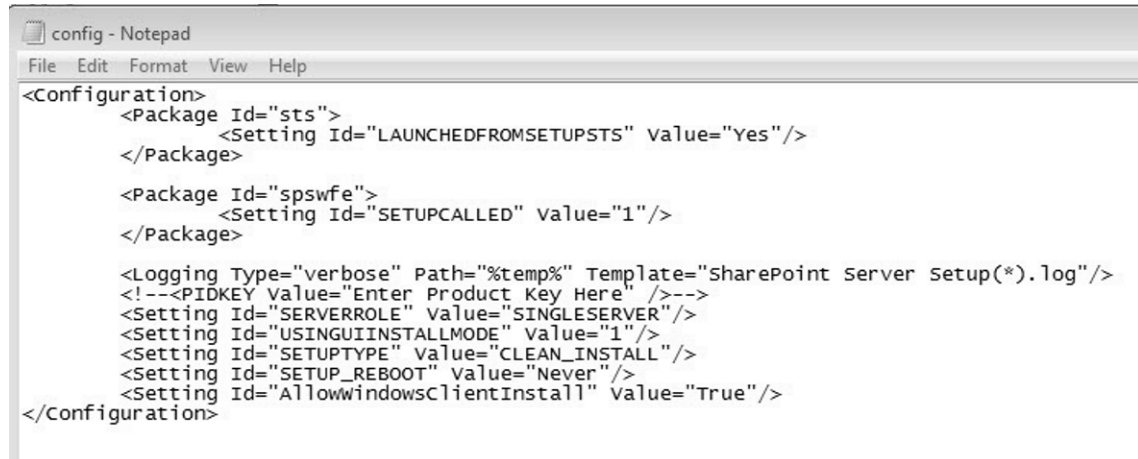 config - Notepad
File Edit Format View Help
<Configuration>
<Package Id="sts">
<Setting Id="LAUNCHEDFROMSETUPSTS" Value="Yes"/>
</Package>
<Package Id="spswfe">
<Setting Id="SETUPCALLED" Value="1"/>
</Package>
<Logging Type="verbose" Path="%temp%" Template="SharePoint Server Setup(*).log"/>
<!--<PIDKEY Value="Enter Product Key Here" />-->
<Setting Id="SERVERROLE" Value="SINGLESERVER"/>
<Setting Id="USINGUIINSTALLMODE" Value="1"/>
<Setting Id="SETUPTYPE" Value="CLEAN_INSTALL"/>
<Setting Id="SETUP_REBOOT" Value="Never"/>
<Setting Id="AllowWindowsClientInstall" Value="True"/>
</Configuration>